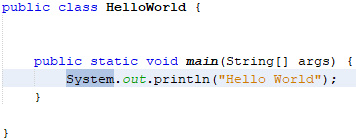 public class HelloWorld {
    public static void main(String[] args) {
        System.out.println("Hello World");
    }
}